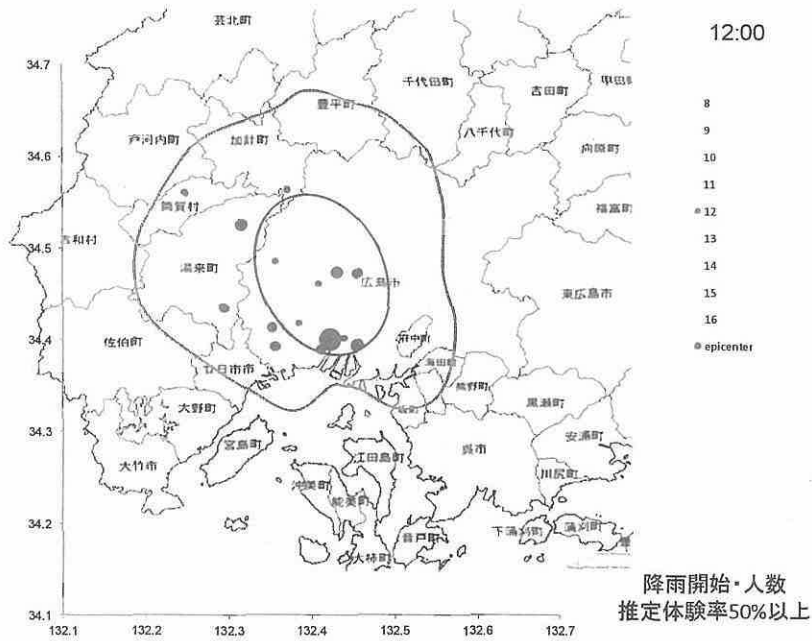 芸北町
12:00
34.7
千代田町
吉田町
豊平町
戸河内町
加計町
八千代町
向原町
34.6
筒賀村
福富町
吉和村
34.5
湯来町
広島市
東広島市
佐伯町
34.4
府中町
廿日市市
海田町
熊野町
大野町
黒瀬町
34.3
宮島町
安浦町
大竹市
江田島町
呉市
川尻町
沖美町
能美町
34.2
音戸町
下蒲刈町
蒲刈町
大柿町
34.1
132.1
132.2
132.3
132.4
132.5
132.6
132.7
8
9
10
11
12
13
14
15
16
epicenter
降雨開始・人数
推定体験率50%以上